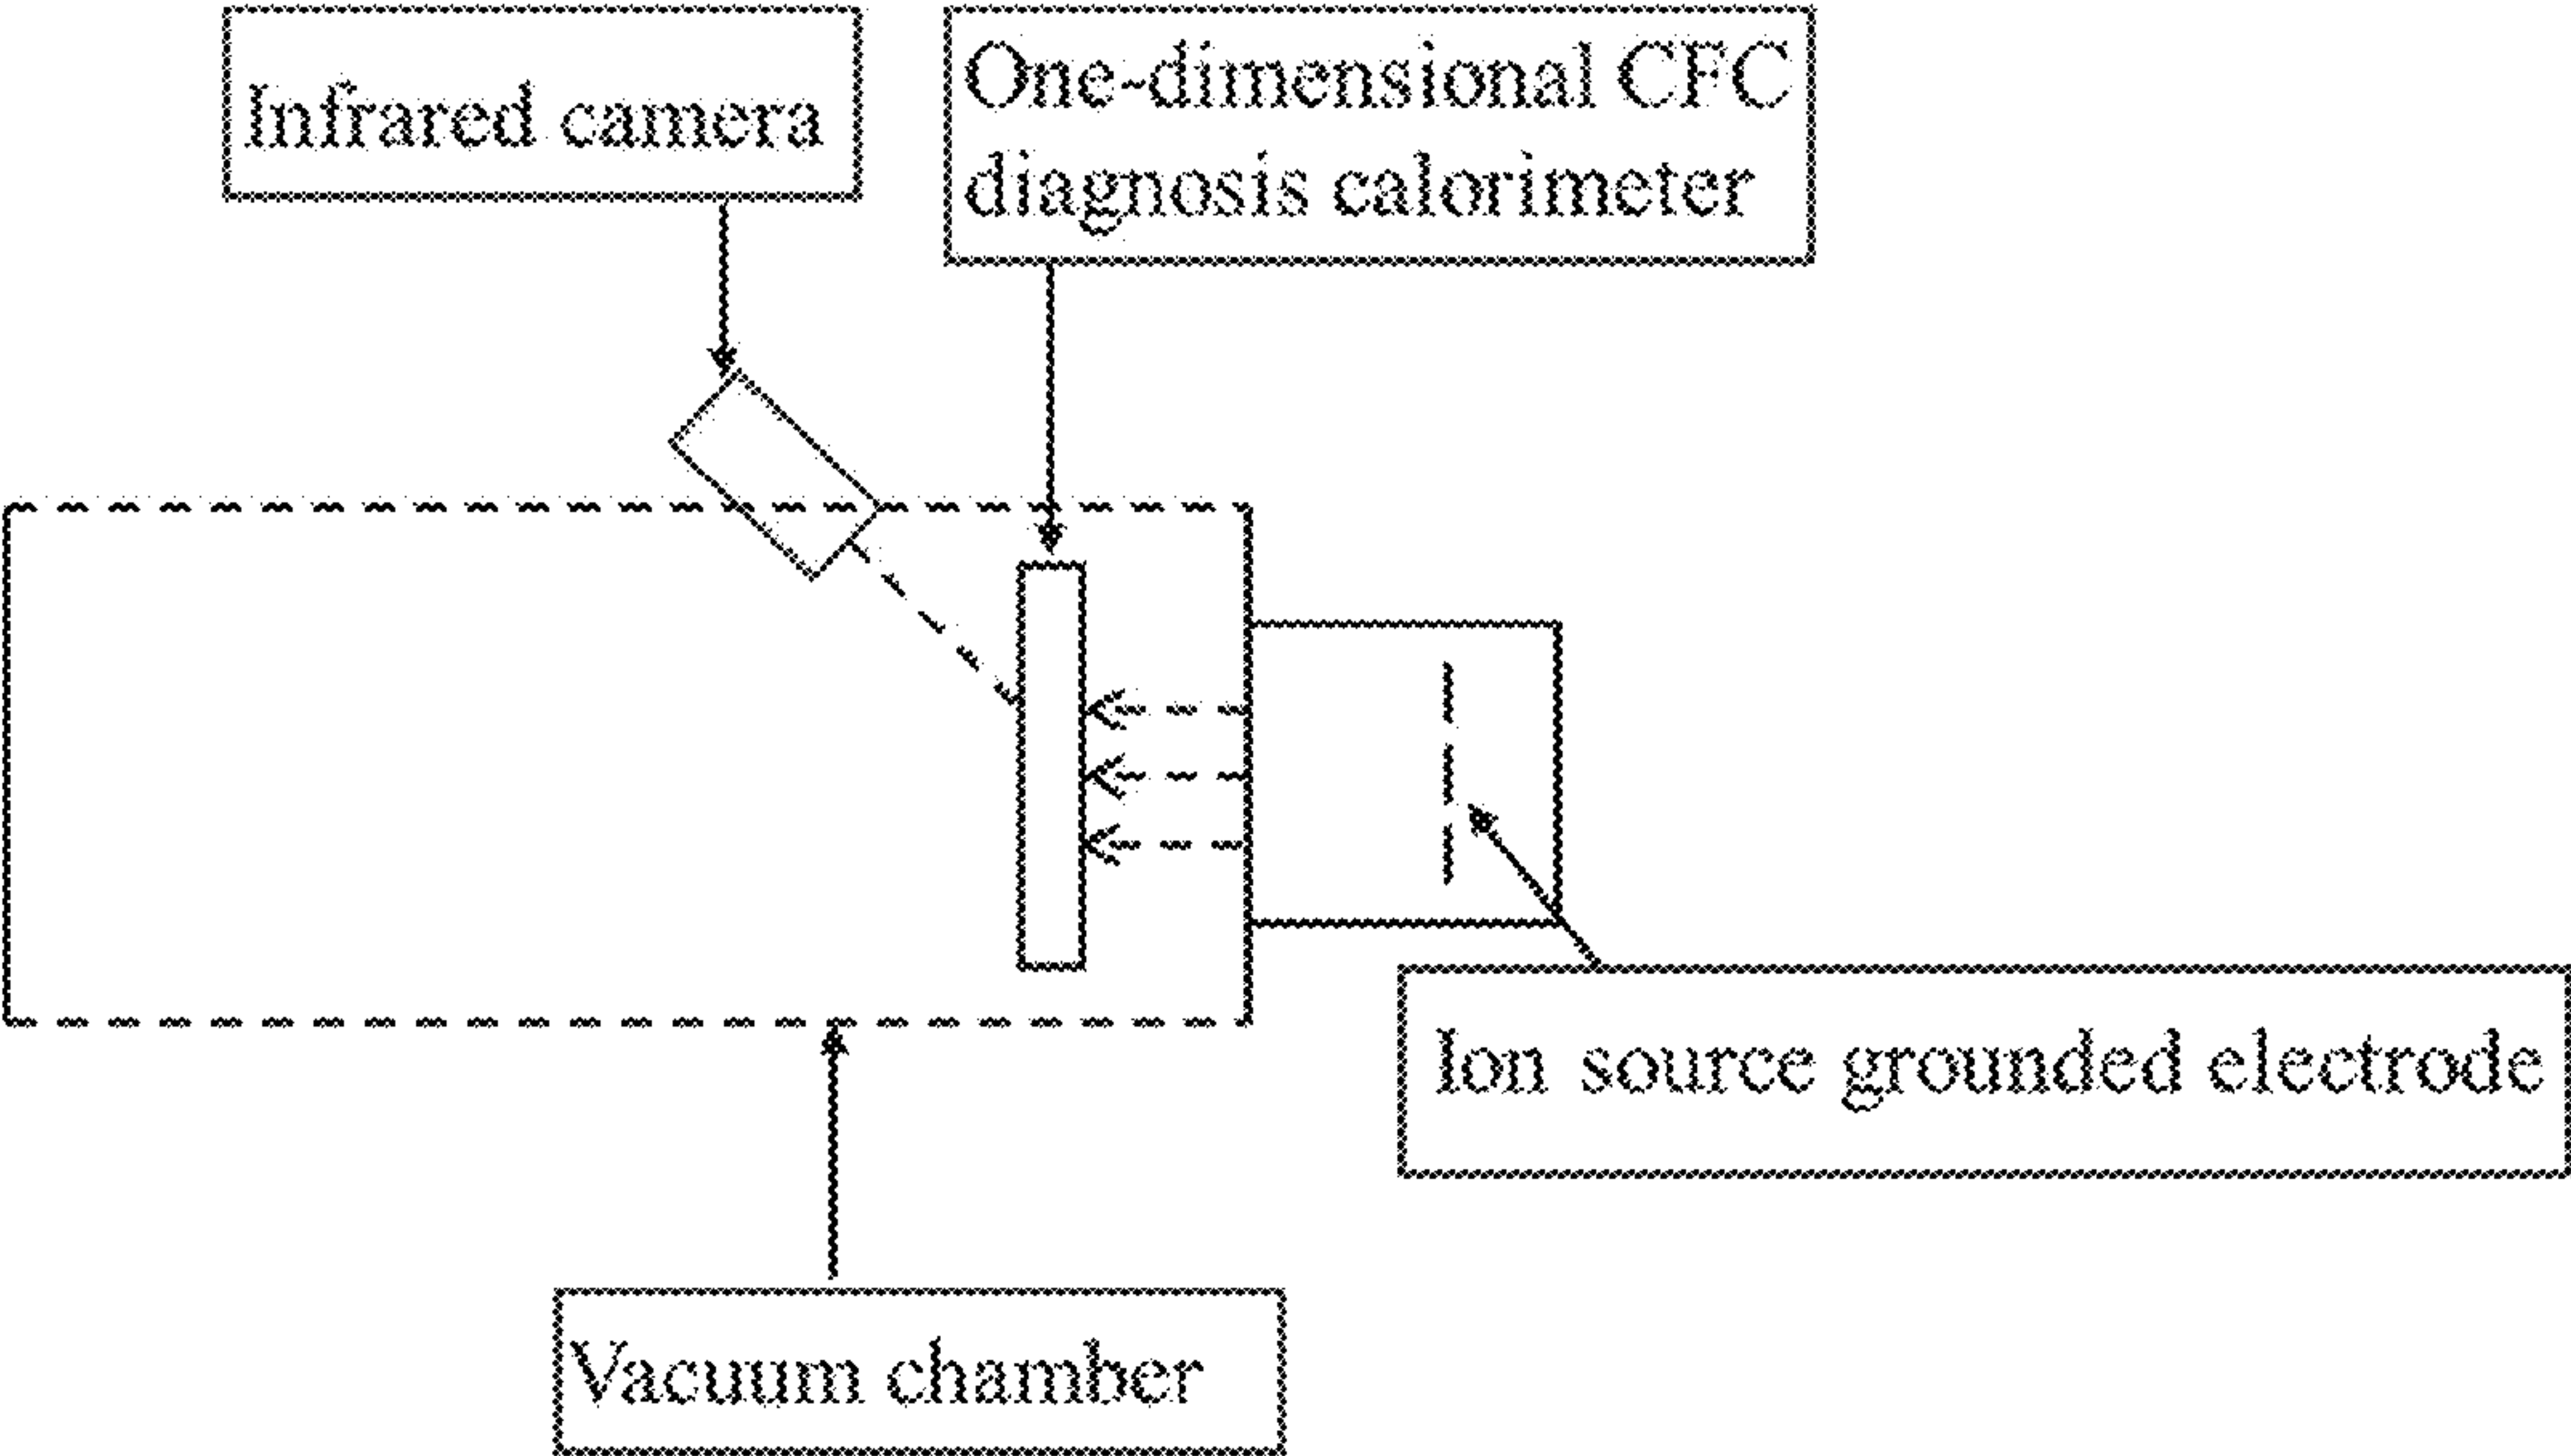 Infrared camera
One-dimensional CFC
diagnosis calorimeter
Ion source grounded electrode
Vacuum chamber